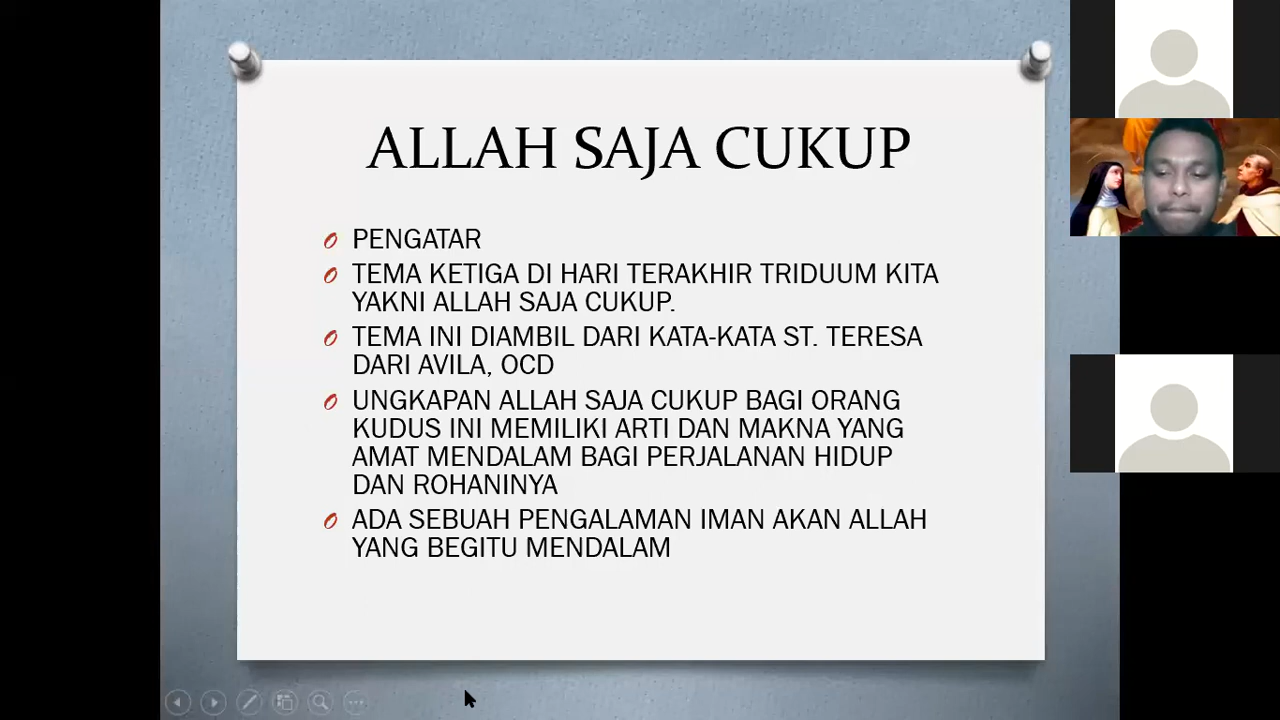 ALLAH SAJA CUKUP
PENGATAR
TEMA KETIGA DI HARI TERAKHIR TRIDUUM KITA
YAKNI ALLAH SAJA CUKUP.
TEMA INI DIAMBIL DARI KATA-KATA ST. TERESA
DARI AVILA, OCD
UNGKAPAN ALLAH SAJA CUKUP BAGI ORANG
KUDUS INI MEMILIKI ARTI DAN MAKNA YANG
AMAT MENDALAM BAGI PERJALANAN HIDUP
DAN ROHANINYA
ADA SEBUAH PENGALAMAN IMAN AKAN ALLAH
YANG BEGITU MENDALAM